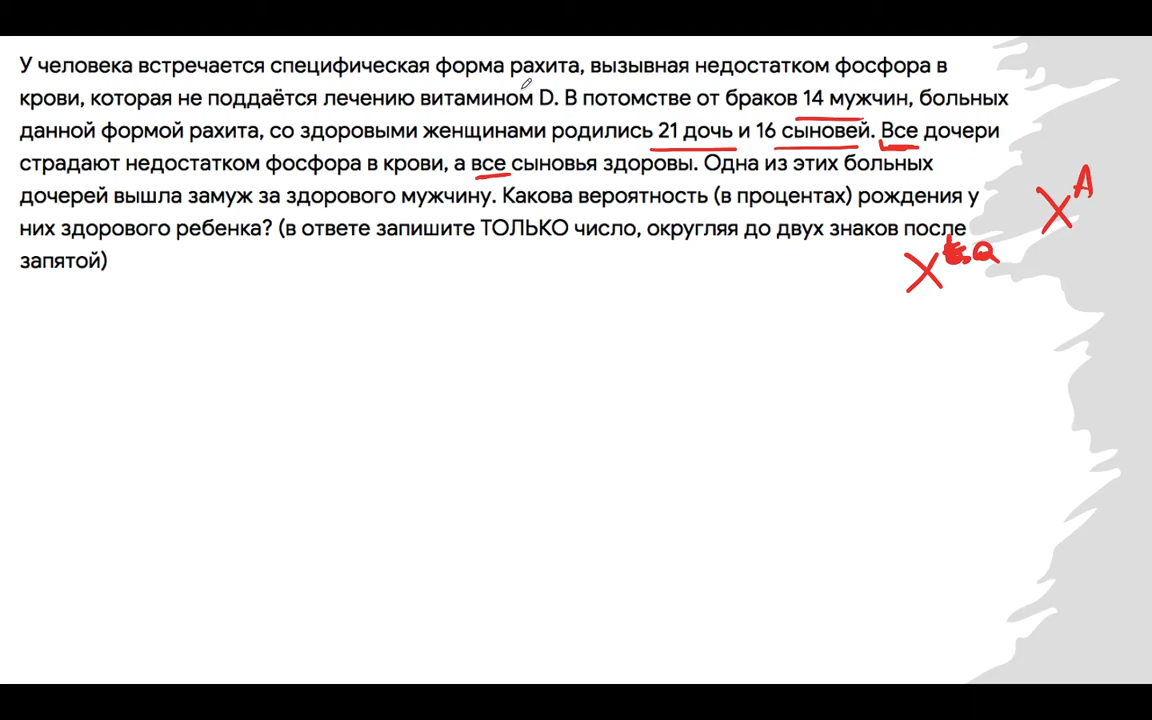 У человека встречается специфическая форма рахита, вызывная недостатком фосфора в
крови, которая не поддаётся лечению витамином D. В потомстве от браков 14 мужчин, больных
данной формой рахита, со здоровыми женщинами родились 21 дочь и 16 сыновей. Все дочери
страдают недостатком фосфора в крови, а все сыновья здоровы. Одна из этих больных
дочерей вышла замуж за здорового мужчину. Какова вероятность (в процентах) рождения у
них здорового ребенка? (в ответе запишите ТОЛЬКО число, округляя до двух знаков после
запятой)
X^A
X